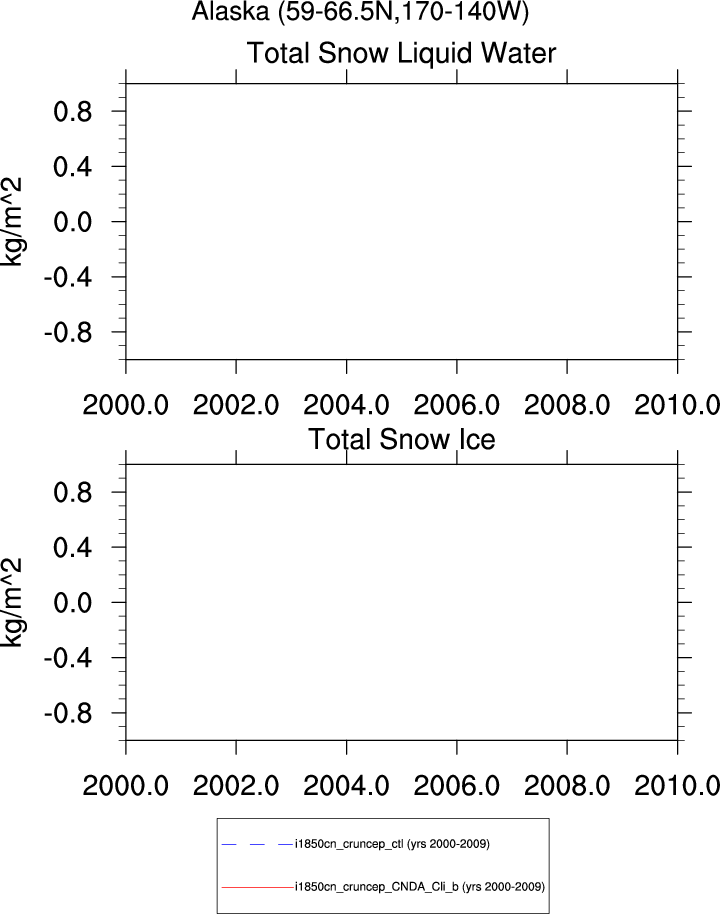 Alaska (59-66.5N,170-140W)
Total Snow Liquid Water
kg/m^2
0.8
0.4
0.0
-0.4
-0.8
2000.0 2002.0 2004.0 2006.0 2008.0 2010.0
Total Snow Ice
kg/m^2
0.8
0.4
0.0
-0.4
-0.8
2000.0 2002.0 2004.0 2006.0 2008.0 2010.0
i1850cn_cruncep_ctl (yrs 2000-2009)
i1850cn_cruncep_CNDA_Cli_b (yrs 2000-2009)